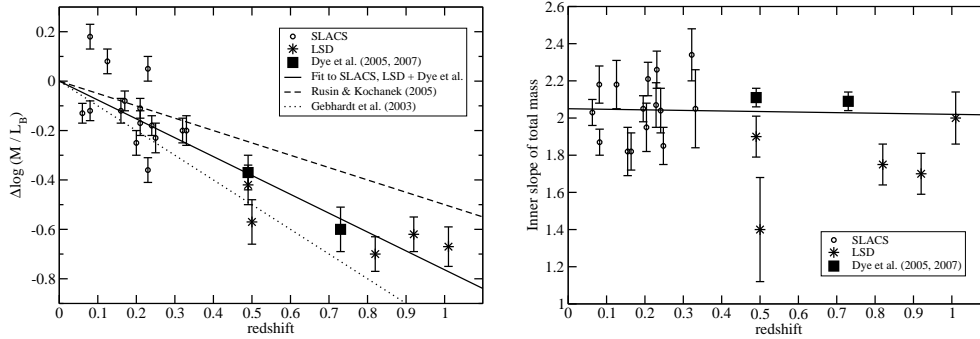 0.2
0
-0.2
-0.4
-0.6
-0.8
Δlog (M / L_B)
SLACS
LSD
Dye et al. (2005, 2007)
Fit to SLACS, LSD + Dye et al.
Rusin & Kochanek (2005)
Gebhardt et al. (2003)
0 0.1 0.2 0.3 0.4 0.5 0.6 0.7 0.8 0.9 1
redshift
2.6
2.4
2.2
2
1.8
1.6
1.4
1.2
1
Inner slope of total mass
SLACS
LSD
Dye et al. (2005, 2007)
0 0.1 0.2 0.3 0.4 0.5 0.6 0.7 0.8 0.9 1
redshift